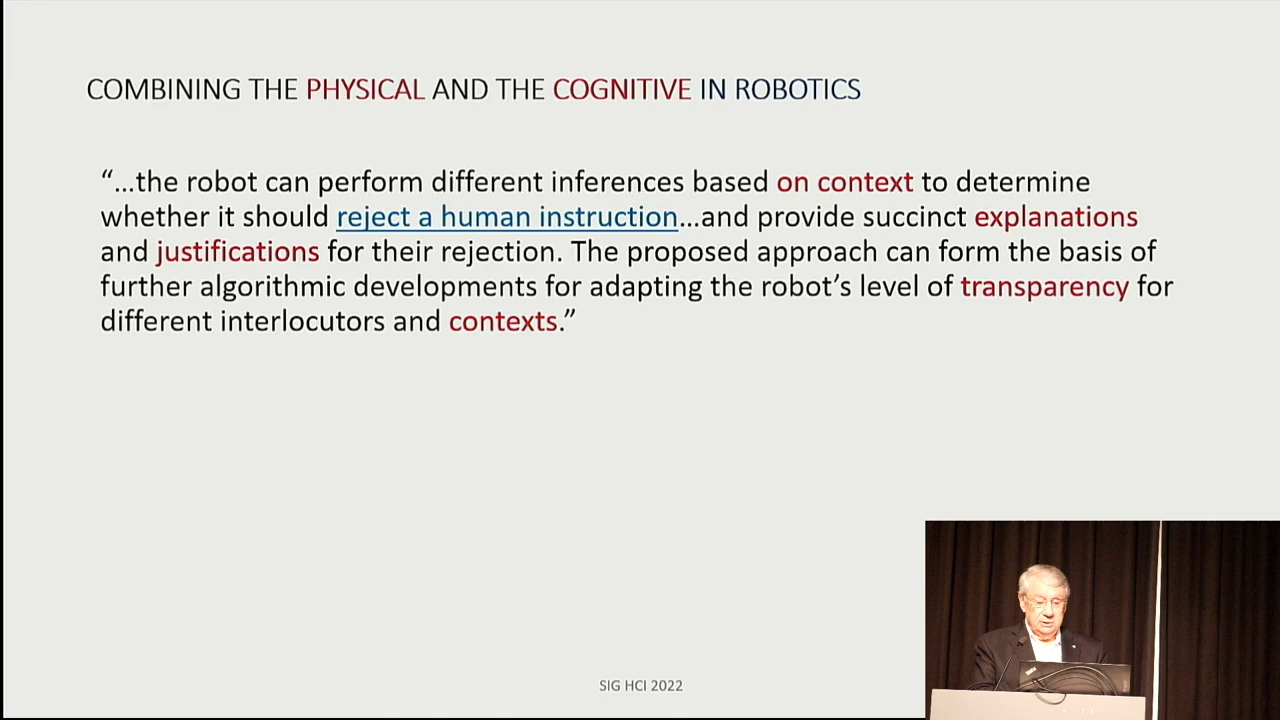 COMBINING THE PHYSICAL AND THE COGNITIVE IN ROBOTICS
“...the robot can perform different inferences based on context to determine
whether it should reject a human instruction...and provide succinct explanations
and justifications for their rejection. The proposed approach can form the basis of
further algorithmic developments for adapting the robot’s level of transparency for
different interlocutors and contexts.”
SIG HCI 2022